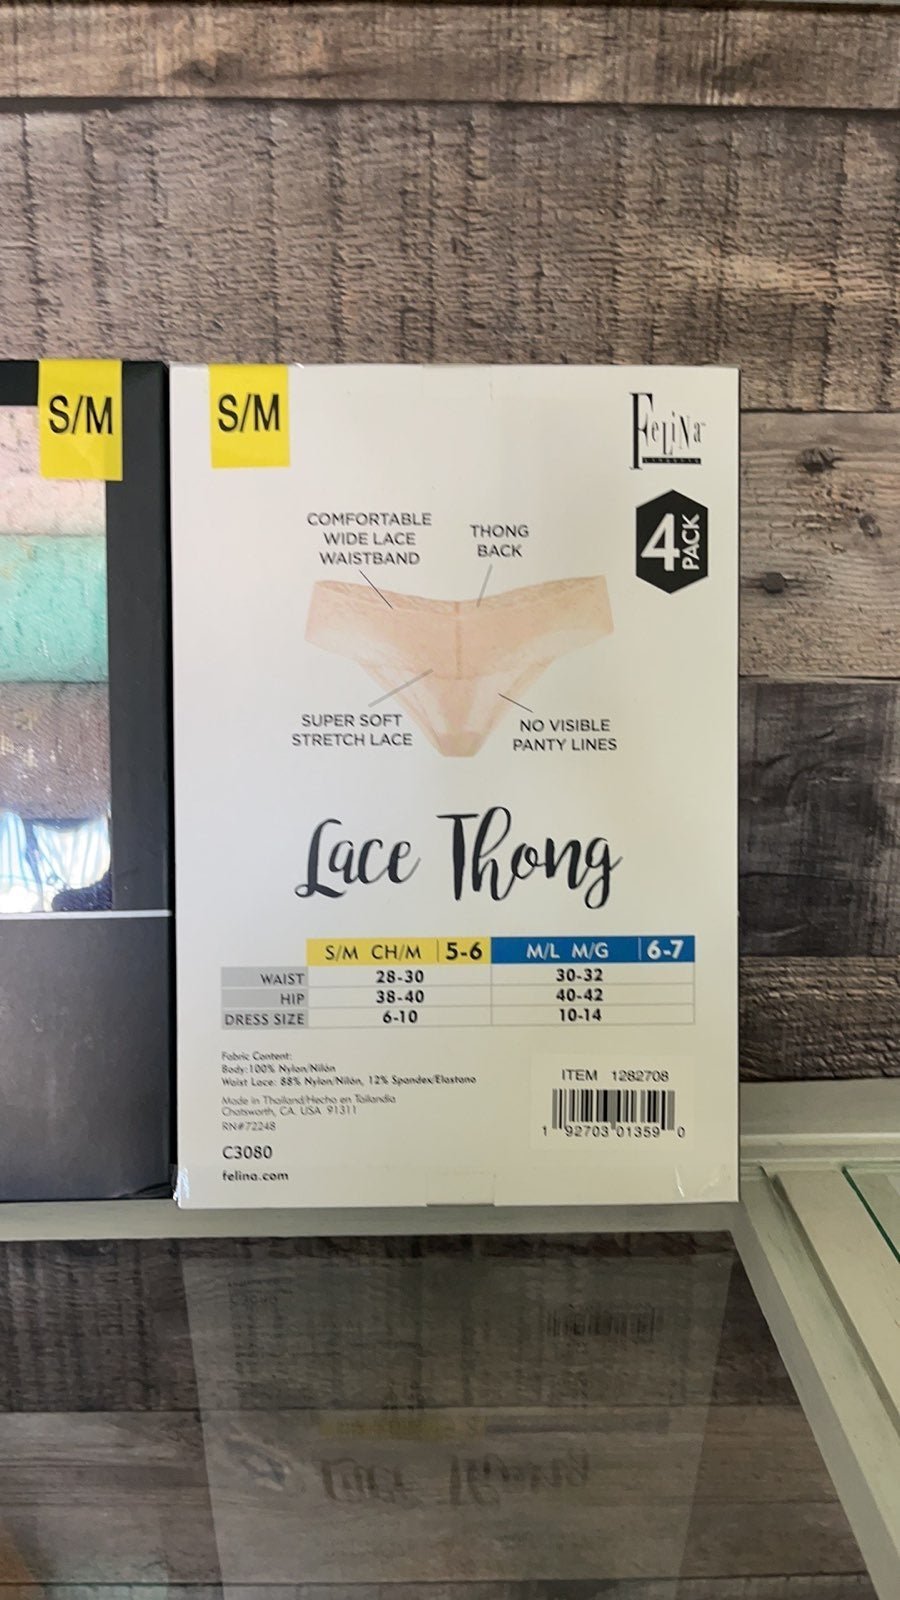 S/M
S/M
FeLiNa
4 PACK
COMFORTABLE
WIDE LACE
WAISTBAND
THONG
BACK
SUPER SOFT
STRETCH LACE
NO VISIBLE
PANTY LINES
Lace Thong
S/M CH/M 5-6 M/L M/G 6-7
WAIST 28-30 30-32
HIP 38-40 40-42
DRESS SIZE 6-10 10-14
Fabric Content:
Body:100% Nylon/Nilón
Waist Lace: 88% Nylon/Nilón, 12% Spandex/Elastano
Made in Thailand/Hecho en Tailandia
Chatsworth, CA. USA 91311
RN#72248
C3080
felina.com
ITEM 1282708
1 92703 01359 0